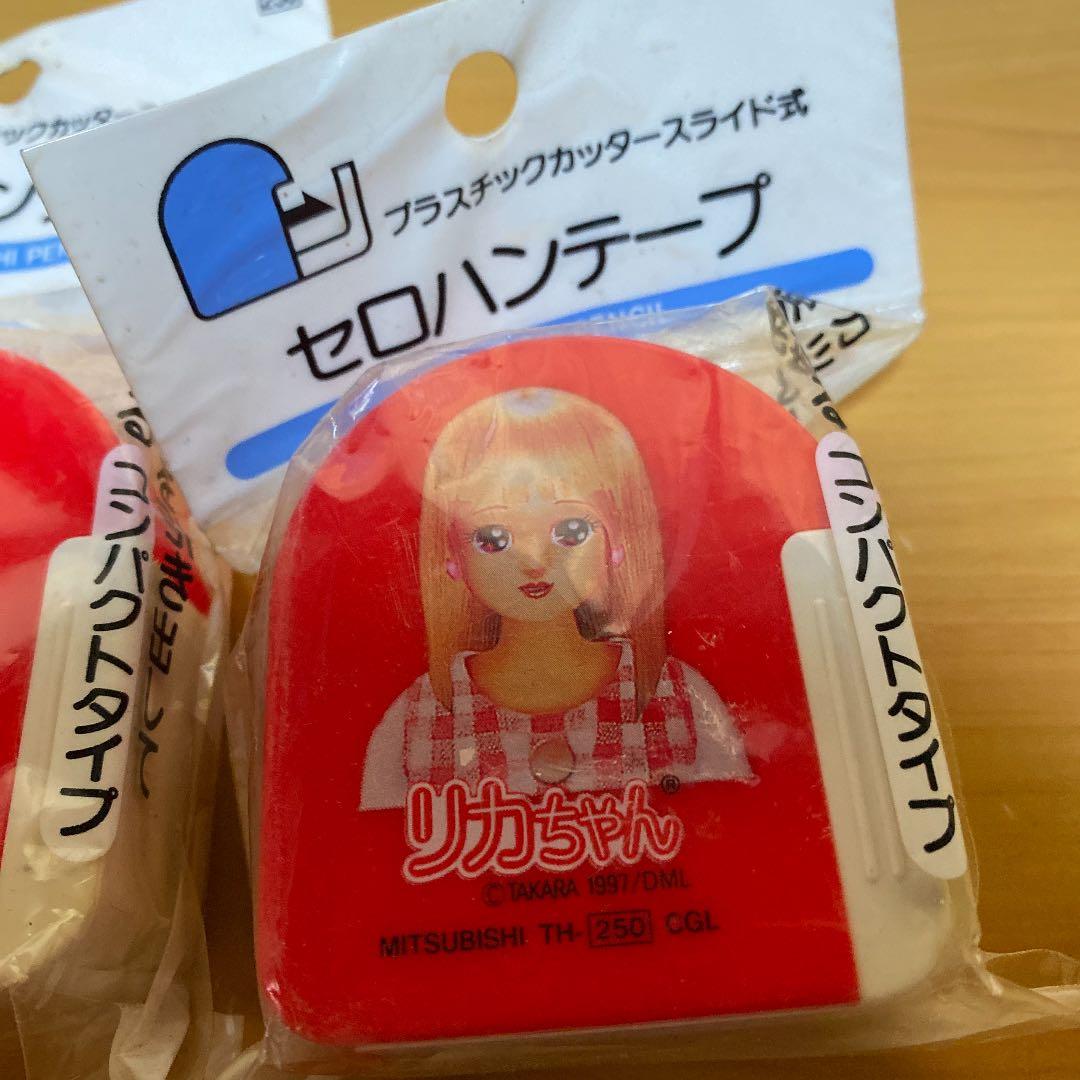 プラスチックカッタースライド式
セロハンテープ
コンパクトタイプ
リカちゃん®
©TAKARA 1997/DML
MITSUBISHI TH-250 CGL
コンパクトタイプ